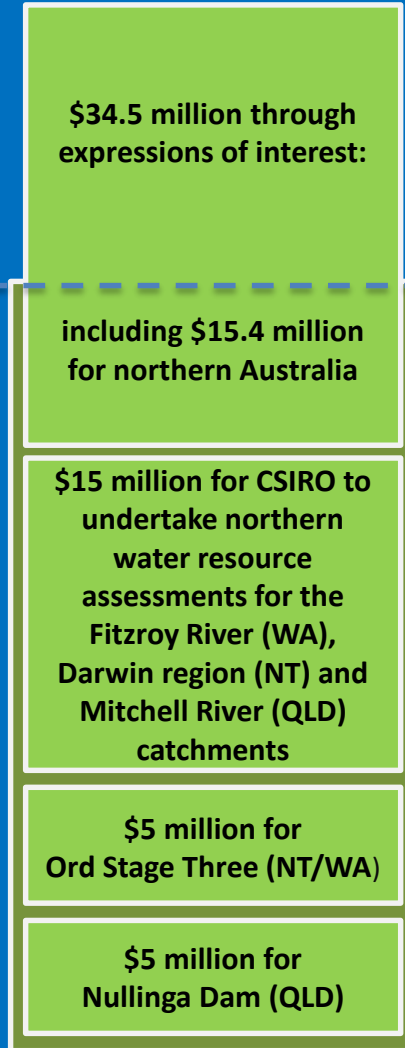 $34.5 million through
expressions of interest:
including $15.4 million
for northern Australia
$15 million for CSIRO to
undertake northern
water resource
assessments for the
Fitzroy River (WA),
Darwin region (NT) and
Mitchell River (QLD)
catchments
$5 million for
Ord Stage Three (NT/WA)
$5 million for
Nullinga Dam (QLD)